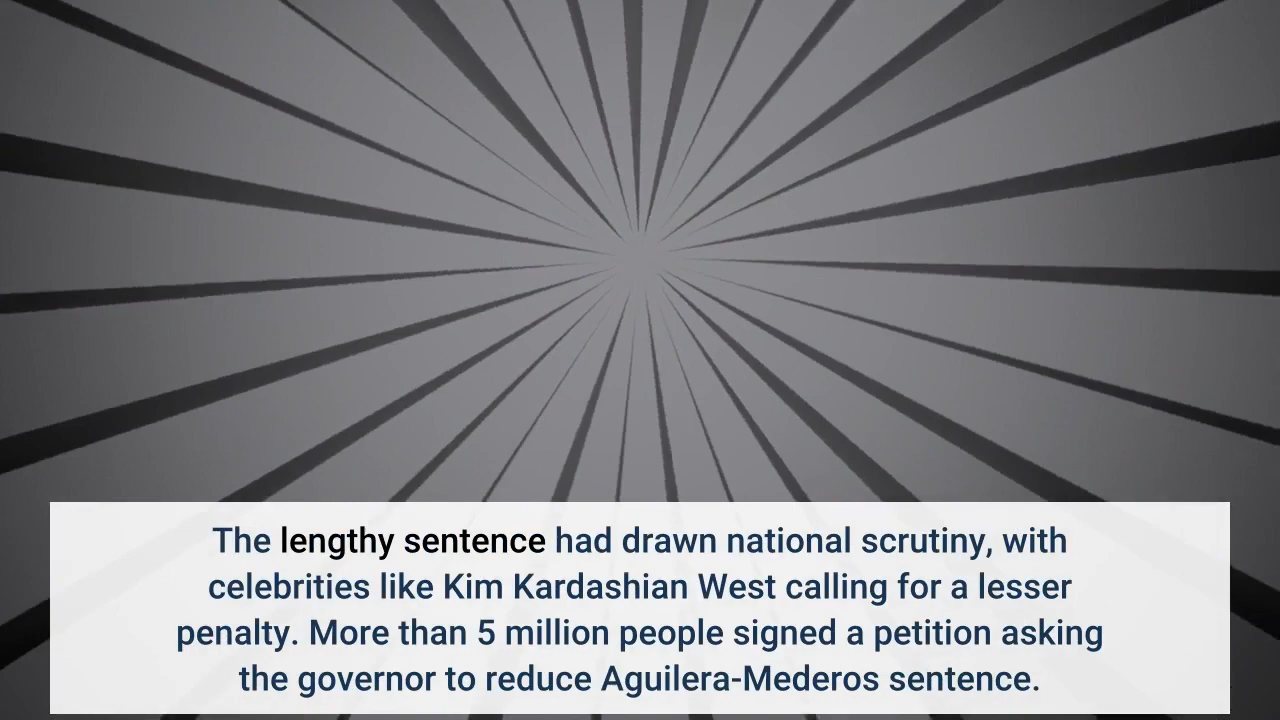 The lengthy sentence had drawn national scrutiny, with
celebrities like Kim Kardashian West calling for a lesser
penalty. More than 5 million people signed a petition asking
the governor to reduce Aguilera-Mederos sentence.